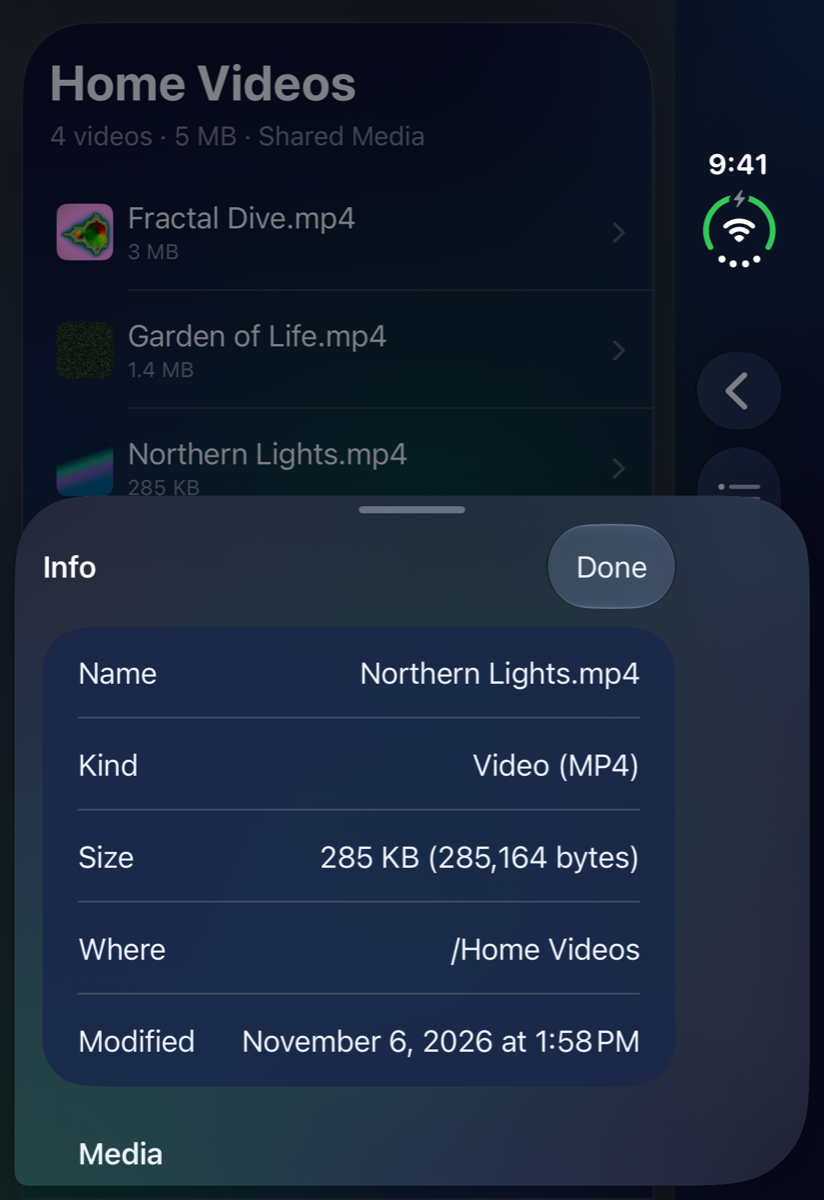 Home Videos
4 videos · 5 MB · Shared Media
9:41
Fractal Dive.mp4
3 MB
Garden of Life.mp4
1.4 MB
Northern Lights.mp4
285 KB
Info
Done
Name Northern Lights.mp4
Kind Video (MP4)
Size 285 KB (285,164 bytes)
Where /Home Videos
Modified November 6, 2026 at 1:58 PM
Media